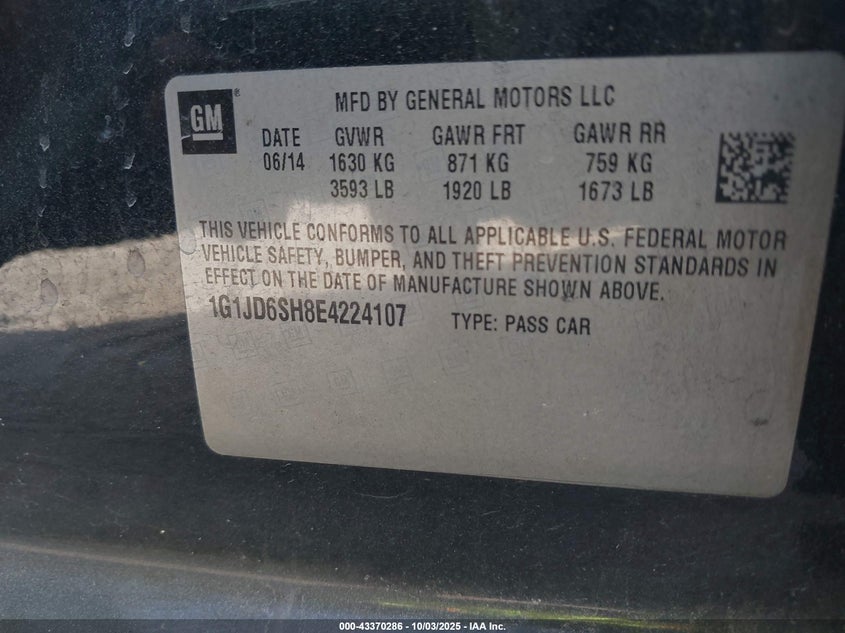 GM ®
MFD BY GENERAL MOTORS LLC
DATE GVWR GAWR FRT GAWR RR
06/14 1630 KG 871 KG 759 KG
3593 LB 1920 LB 1673 LB
THIS VEHICLE CONFORMS TO ALL APPLICABLE U.S. FEDERAL MOTOR
VEHICLE SAFETY, BUMPER, AND THEFT PREVENTION STANDARDS IN
EFFECT ON THE DATE OF MANUFACTURE SHOWN ABOVE.
1G1JD6SH8E4224107 TYPE: PASS CAR
000-43370286 - 10/03/2025 - IAA Inc.